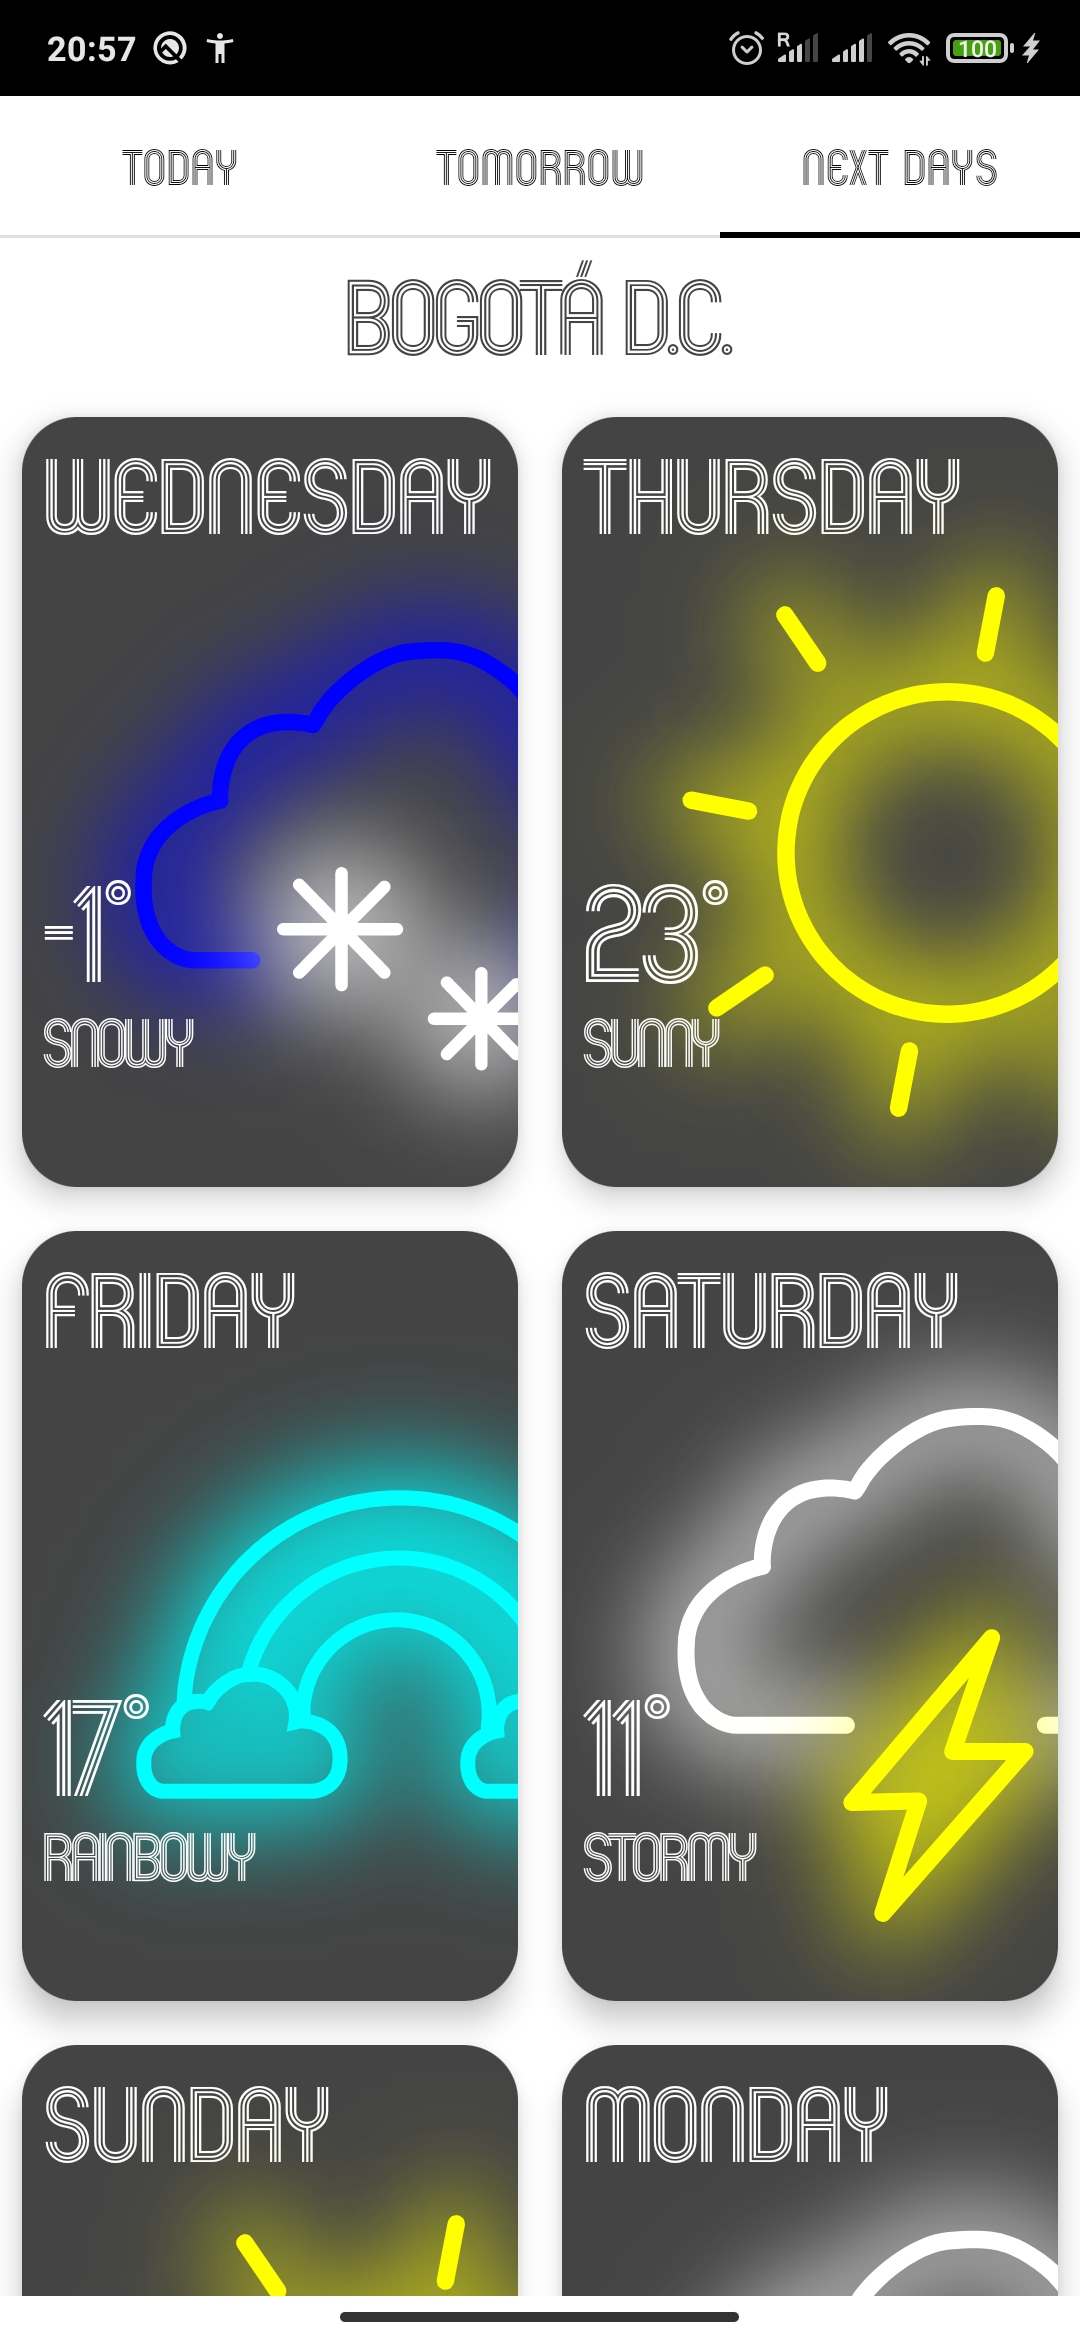 20:57
R
100
TODAY TOMORROW NEXT DAYS
BOGOTÁ D.C.
WEDNESDAY
-1°
SNOWY
THURSDAY
23°
SUNNY
FRIDAY
17°
RAINBOWY
SATURDAY
11°
STORMY
SUNDAY
MONDAY